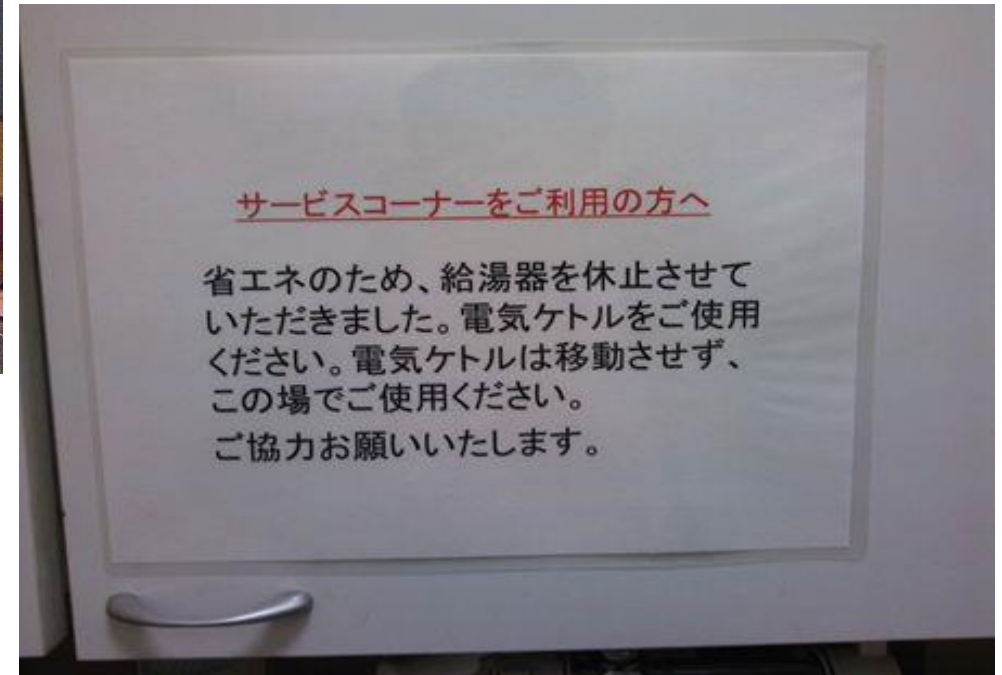 サービスコーナーをご利用の方へ
省エネのため、給湯器を休止させて
いただきました。電気ケトルをご使用
ください。電気ケトルは移動させず、
この場でご使用ください。
ご協力お願いいたします。